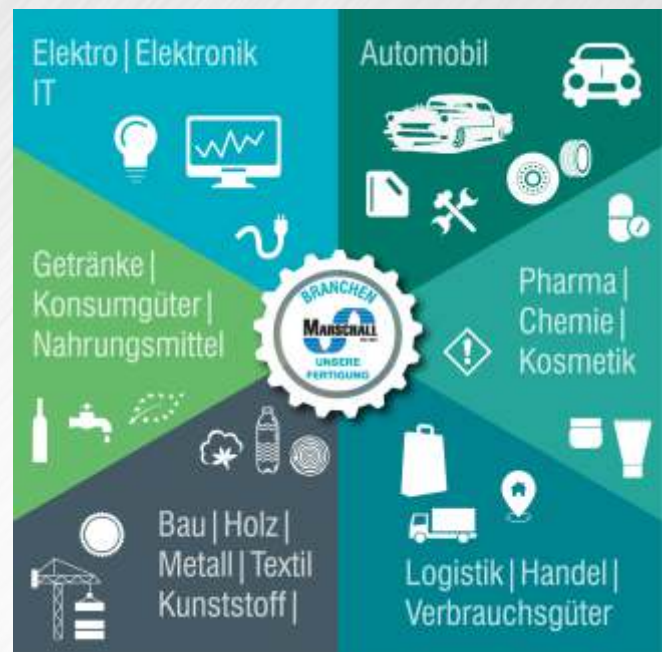 Elektro | Elektronik
IT
Automobil
Getränke |
Konsumgüter |
Nahrungsmittel
BRANCHEN
MARSCHALL
UNSERE
FERTIGUNG
Pharma |
Chemie |
Kosmetik
Bau | Holz |
Metall | Textil
Kunststoff |
Logistik | Handel |
Verbrauchsgüter